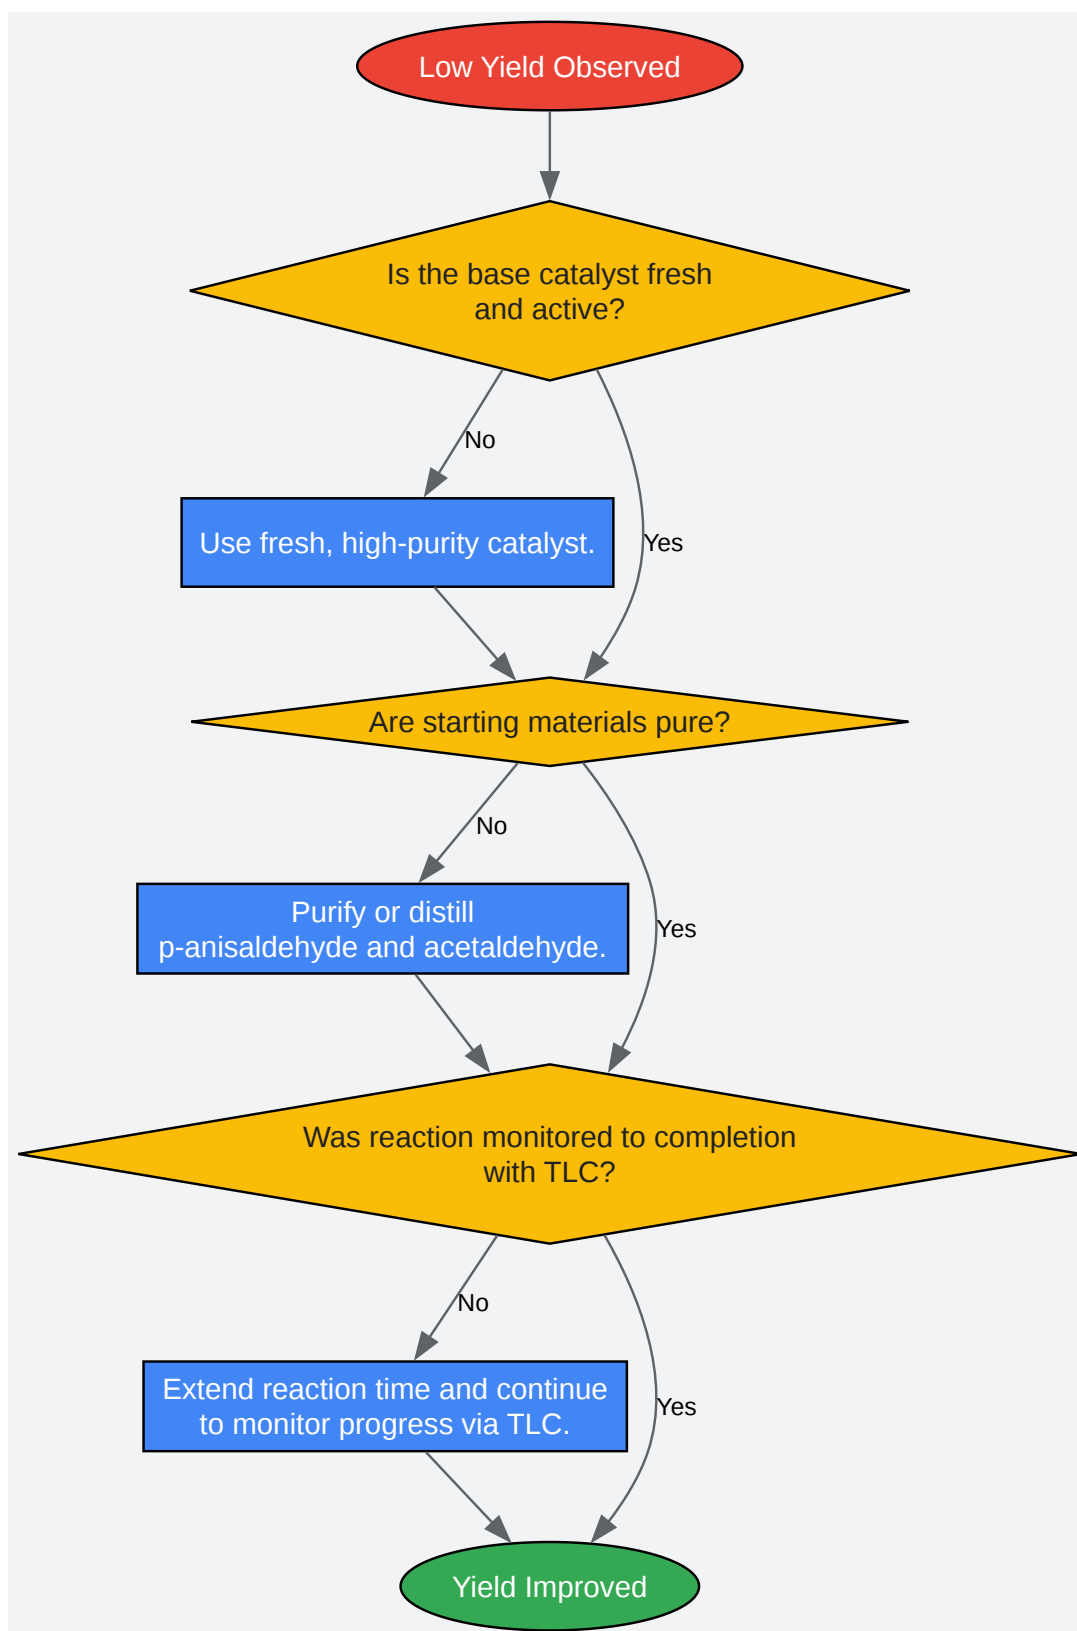 Low Yield Observed
Is the base catalyst fresh
and active?
No
Use fresh, high-purity catalyst.
Yes
Are starting materials pure?
No
Purify or distill
p-anisaldehyde and acetaldehyde.
Yes
Was reaction monitored to completion
with TLC?
No
Extend reaction time and continue
to monitor progress via TLC.
Yes
Yield Improved